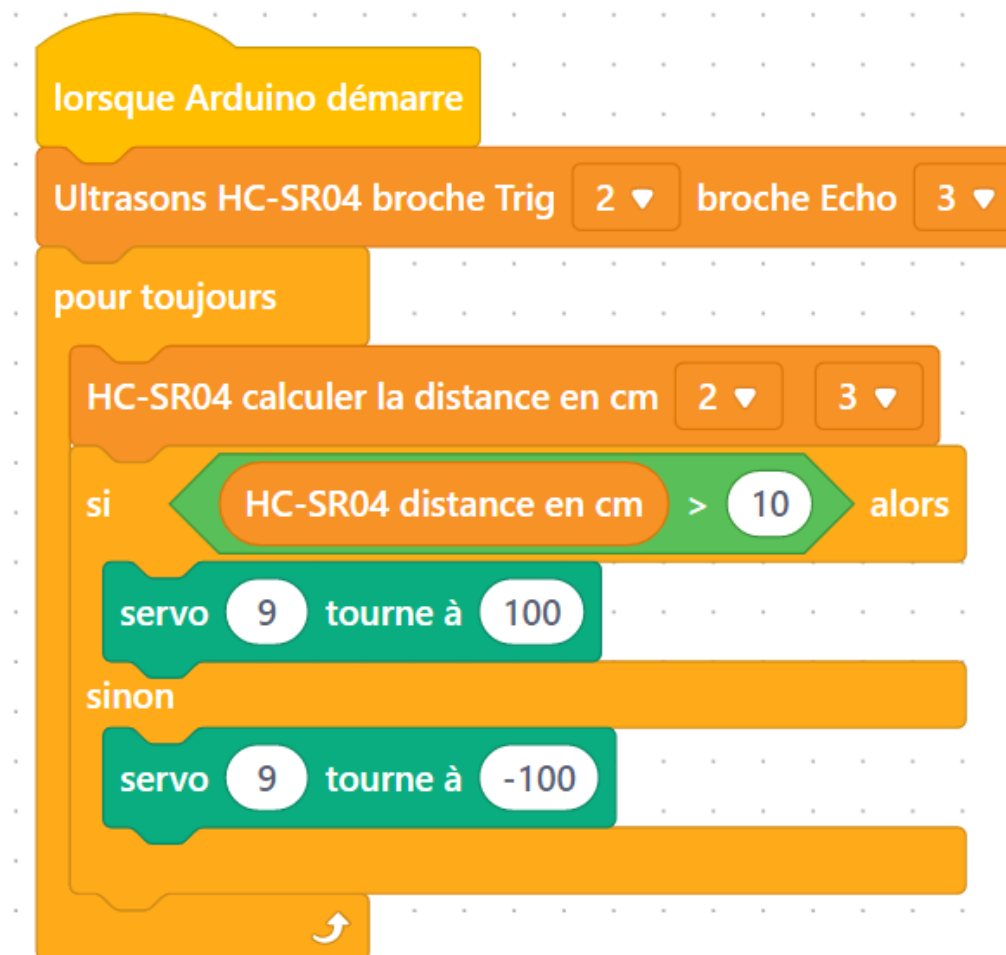 lorsque Arduino démarre
Ultrasons HC-SR04 broche Trig 2 broche Echo 3
pour toujours
HC-SR04 calculer la distance en cm 2 3
si HC-SR04 distance en cm > 10 alors
servo 9 tourne à 100
sinon
servo 9 tourne à -100